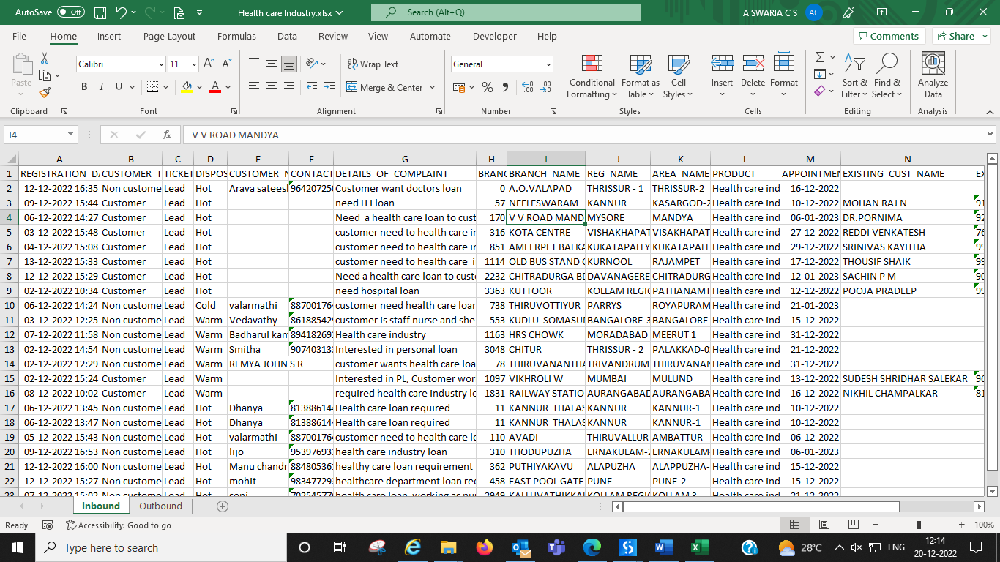 AutoSave Off Health care Industry.xlsx Search (Alt+Q) AISWARIA C S AC
File Home Insert Page Layout Formulas Data Review View Automate Developer Help Comments Share
Paste Calibri 11 Wrap Text General Conditional Formatting Format as Table Cell Styles Insert Delete Format Sort & Filter Find & Select Analyze Data
B I U Merge & Center
Clipboard Font Alignment Number Styles Cells Editing Analysis
I4 fx V V ROAD MANDYA
A B C D E F G H I J K L M N
1 REGISTRATION_DA CUSTOMER_T TICKET DISPOS CUSTOMER_N CONTACT DETAILS_OF_COMPLAINT BRANC BRANCH_NAME REG_NAME AREA_NAME PRODUCT APPOINTMEN EXISTING_CUST_NAME EX
2 12-12-2022 16:35 Non custome Lead Hot Arava sateesh 964207250 Customer want doctors loan 0 A.O.VALAPAD THRISSUR - 1 THRISSUR-2 Health care ind 16-12-2022
3 09-12-2022 15:44 Customer Lead Hot need H I loan 57 NEELESWARAM KANNUR KASARGOD-2 Health care ind 10-12-2022 MOHAN RAJ N 91
4 06-12-2022 14:27 Customer Lead Hot Need a health care loan to cust 170 V V ROAD MAND MYSORE MANDYA Health care ind 06-01-2023 DR.PORNIMA 92
5 03-12-2022 15:48 Customer Lead Hot customer need to health care in 316 KOTA CENTRE VISHAKHAPAT VISAKHAPAT Health care ind 27-12-2022 REDDI VENKATESH 76
6 04-12-2022 15:08 Customer Lead Hot customer need to health care in 851 AMEERPET BALKA KUKATAPALLY KUKATAPALL Health care ind 29-12-2022 SRINIVAS KAYITHA 99
7 13-12-2022 15:33 Customer Lead Hot customer need to health care i 1114 OLD BUS STAND KURNOOL RAJAMPET Health care ind 17-12-2022 THOUSIF SHAIK 99
8 12-12-2022 15:29 Customer Lead Hot Need a health care loan to cust 2232 CHITRADURGA BD DAVANAGERE CHITRADURG Health care ind 12-01-2023 SACHIN P M 90
9 02-12-2022 10:34 Customer Lead Hot need hospital loan 3363 KUTTOOR KOLLAM REGI PATHANAMT Health care ind 12-12-2022 POOJA PRADEEP 99
10 06-12-2022 14:24 Non custome Lead Cold valarmathi 88700176 customer need health care loan 738 THIRUVOTTIYUR PARRYS ROYAPURAM Health care ind 21-01-2023
11 03-12-2022 12:25 Non custome Lead Warm Vedavathy 861885429 customer is staff nurse and she 553 KUDLU SOMASU BANGALORE-3 BANGALORE- Health care ind 15-12-2022
12 07-12-2022 11:58 Non custome Lead Warm Badharul kam 894182693 Health care industry 1163 HRS CHOWK MORADABAD MEERUT 1 Health care ind 31-12-2022
13 02-12-2022 14:54 Non custome Lead Warm Smitha 907403133 Interested in personal loan 3048 CHITUR THRISSUR - 2 PALAKKAD-0 Health care ind 21-12-2022
14 02-12-2022 12:29 Non custome Lead Warm REMYA JOHN S R customer wants health care loa 78 THIRUVANANTHA TRIVANDRUM THIRUVANAN Health care ind 31-12-2022
15 02-12-2022 15:24 Customer Lead Warm Interested in PL, Customer wor 1097 VIKHROLI W MUMBAI MULUND Health care ind 13-12-2022 SUDESH SHRIDHAR SALEKAR 96
16 08-12-2022 10:02 Customer Lead Warm required health care industry lo 1831 RAILWAY STATIO AURANGABAD AURANGABA Health care ind 16-12-2022 NIKHIL CHAMPALKAR 81
17 06-12-2022 13:45 Non custome Lead Hot Dhanya 81388614 Health care loan required 11 KANNUR THALAS KANNUR KANNUR-1 Health care ind 10-12-2022
18 06-12-2022 13:47 Non custome Lead Hot Dhanya 81388614 Health care loan required 11 KANNUR THALAS KANNUR KANNUR-1 Health care ind 10-12-2022
19 05-12-2022 15:43 Non custome Lead Hot valarmathi 88700176 customer need to health care lo 110 AVADI THIRUVALLUR AMBATTUR Health care ind 06-12-2022
20 09-12-2022 16:53 Non custome Lead Hot lijo 953976933 health care industry loan 310 THODUPUZHA ERNAKULAM-2 ERNAKULAM Health care ind 06-01-2023
21 12-12-2022 16:00 Non custome Lead Hot Manu chandr 884805361 healthy care loan requirement 362 PUTHIYAKAVU ALAPUZHA ALAPPUZHA- Health care ind 15-12-2022
22 12-12-2022 15:27 Non custome Lead Hot mohit 983477293 healthcare department loan rec 458 EAST POOL GATE PUNE PUNE-2 Health care ind 15-12-2022
Inbound Outbound
Ready Accessibility: Good to go 100%
Type here to search 28°C ENG 12:14
20-12-2022